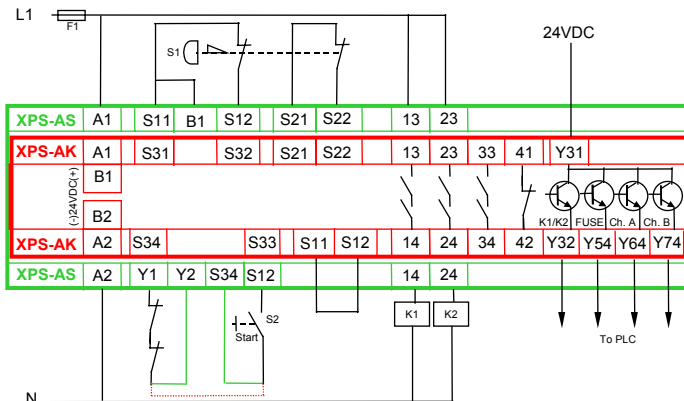 L1
F1
S1
24VDC
XPS-AS A1 S11 B1 S12 S21 S22 13 23
XPS-AK A1 S31 S32 S21 S22 13 23 33 41 Y31
(-)24VDC(+)
B1
B2
K1/K2 FUSE Ch. A Ch. B
XPS-AK A2 S34 S33 S11 S12 14 24 34 42 Y32 Y54 Y64 Y74
XPS-AS A2 Y1 Y2 S34 S12 14 24
S2
Start
K1 K2
To PLC
N